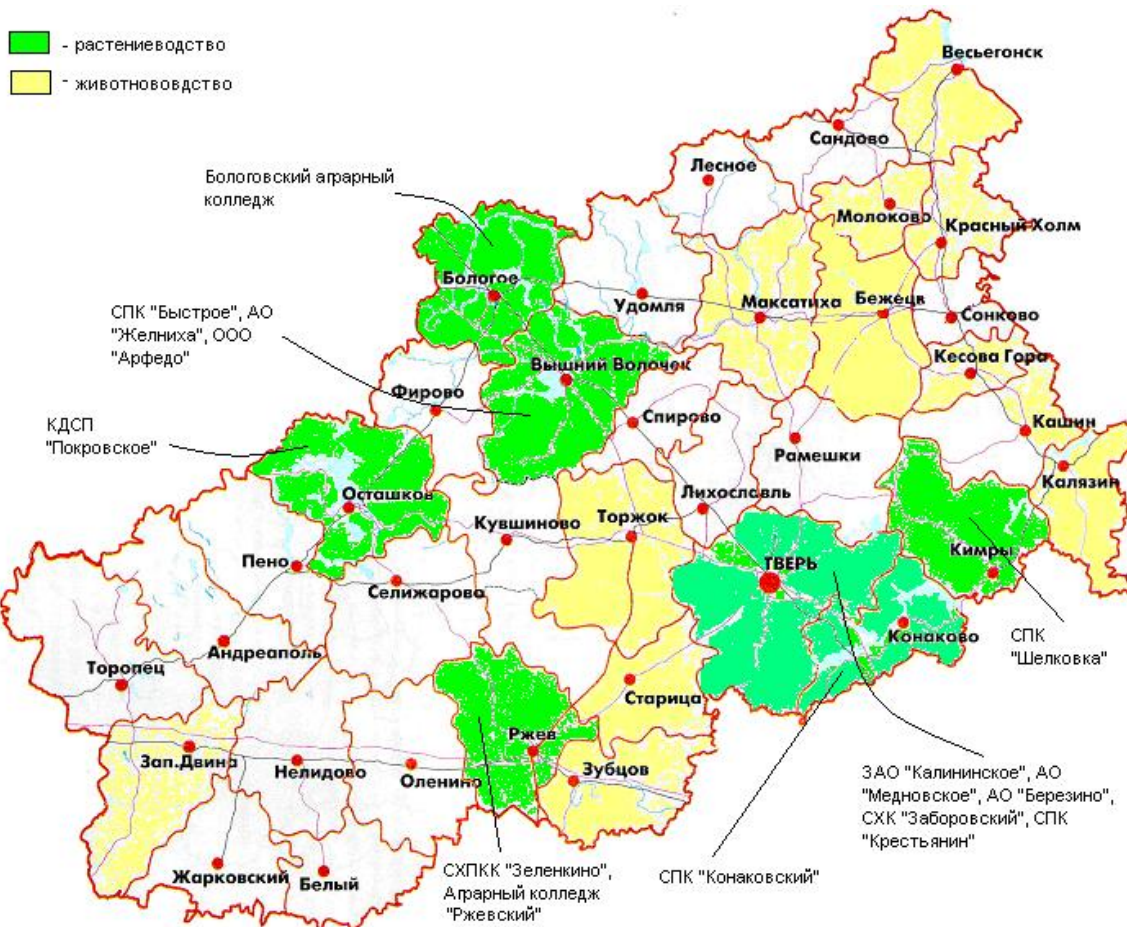 - растениеводство
- животнововдство
Весьегонск
Сандово
Лесное
Бологовский аграрный
колледж
Молоково
Красный Холм
Бологое
Удомля
Максатиха
Бежецв
Сонково
СПК "Быстрое", АО
"Желниха", ООО
"Арфедо"
Вышний Волочек
Кесова Гора
Фирово
Спирово
Кашин
КДСП
"Покровское"
Рамешки
Калязин
Осташков
Лихославль
Кувшиново
Торжок
Кимры
Пено
ТВЕРЬ
Селижарово
Конаково
СПК
"Шелковка"
Андреаполь
Торопец
Старица
Ржев
Зап.Двина
Нелидово
Оленино
Зубцов
ЗАО "Калининское", АО
"Медновское", АО "Березино",
СХК "Заборовский", СПК
"Крестьянин"
Жарковский
Белый
СХПКК "Зеленкино",
Аграрный колледж
"Ржевский"
СПК "Конаковский"